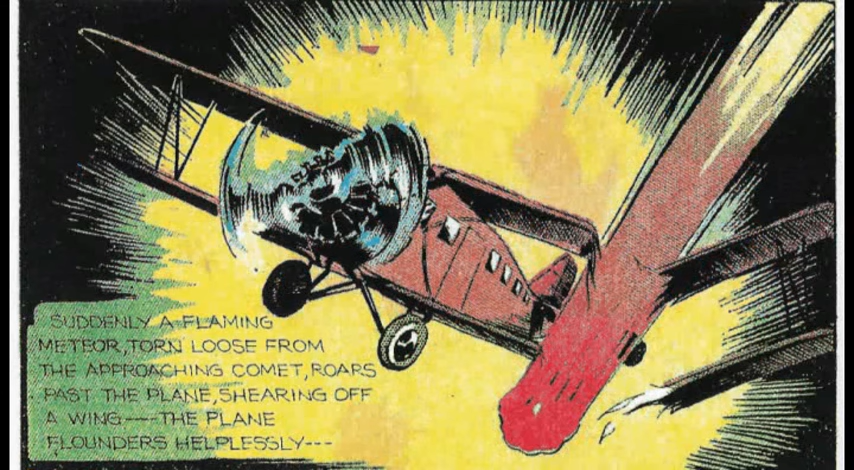 SUDDENLY A FLAMING
METEOR, TORN LOOSE FROM
THE APPROACHING COMET, ROARS
PAST THE PLANE, SHEARING OFF
A WING---THE PLANE
FLOUNDERS HELPLESSLY---